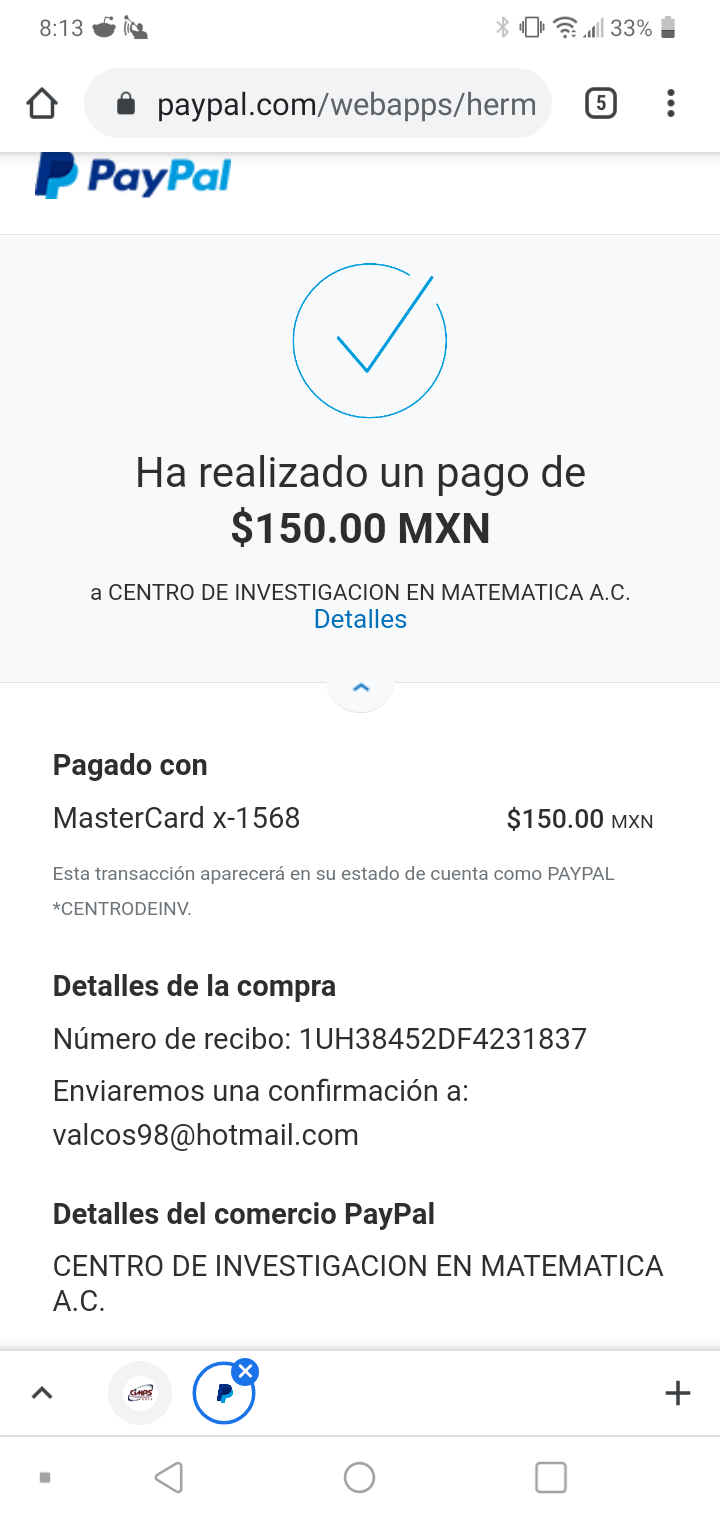 8:13
33%
paypal.com/webapps/herm
5
PayPal
Ha realizado un pago de
$150.00 MXN
a CENTRO DE INVESTIGACION EN MATEMATICA A.C.
Detalles
Pagado con
MasterCard x-1568 $150.00 MXN
Esta transacción aparecerá en su estado de cuenta como PAYPAL
*CENTRODEINV.
Detalles de la compra
Número de recibo: 1UH38452DF4231837
Enviaremos una confirmación a:
valcos98@hotmail.com
Detalles del comercio PayPal
CENTRO DE INVESTIGACION EN MATEMATICA
A.C.
CIMPS